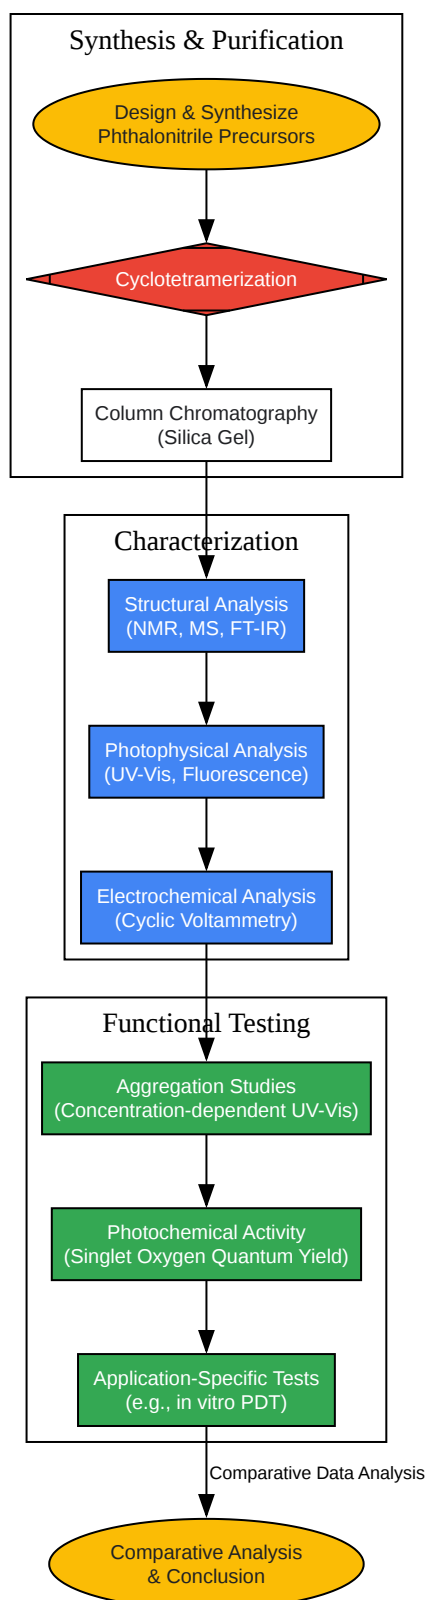 Synthesis & Purification
Design & Synthesize
Phthalonitrile Precursors
Cyclotetramerization
Column Chromatography
(Silica Gel)
Characterization
Structural Analysis
(NMR, MS, FT-IR)
Photophysical Analysis
(UV-Vis, Fluorescence)
Electrochemical Analysis
(Cyclic Voltammetry)
Functional Testing
Aggregation Studies
(Concentration-dependent UV-Vis)
Photochemical Activity
(Singlet Oxygen Quantum Yield)
Application-Specific Tests
(e.g., in vitro PDT)
Comparative Data Analysis
Comparative Analysis
& Conclusion